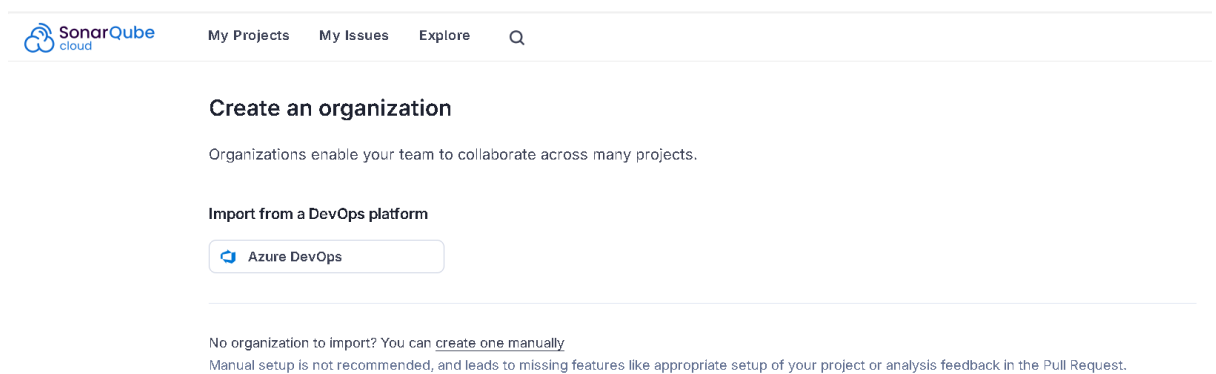 SonarQube
cloud
My Projects My Issues Explore
Create an organization
Organizations enable your team to collaborate across many projects.
Import from a DevOps platform
Azure DevOps
No organization to import? You can create one manually
Manual setup is not recommended, and leads to missing features like appropriate setup of your project or analysis feedback in the Pull Request.